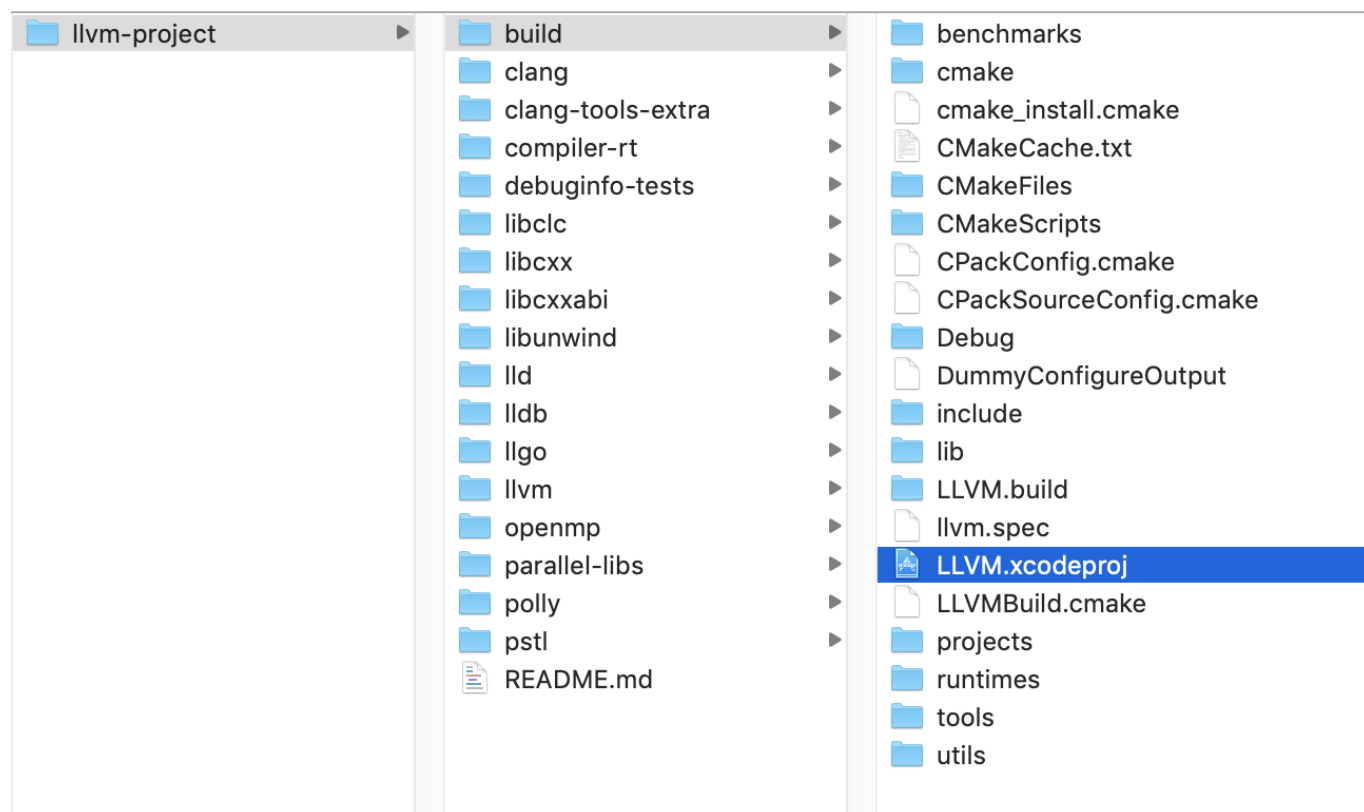 llvm-project
build
clang
clang-tools-extra
compiler-rt
debuginfo-tests
libclc
libcxx
libcxxabi
libunwind
lld
lldb
llgo
llvm
openmp
parallel-libs
polly
pstl
README.md
benchmarks
cmake
cmake_install.cmake
CMakeCache.txt
CMakeFiles
CMakeScripts
CPackConfig.cmake
CPackSourceConfig.cmake
Debug
DummyConfigureOutput
include
lib
LLVM.build
llvm.spec
LLVM.xcodeproj
LLVMBuild.cmake
projects
runtimes
tools
utils